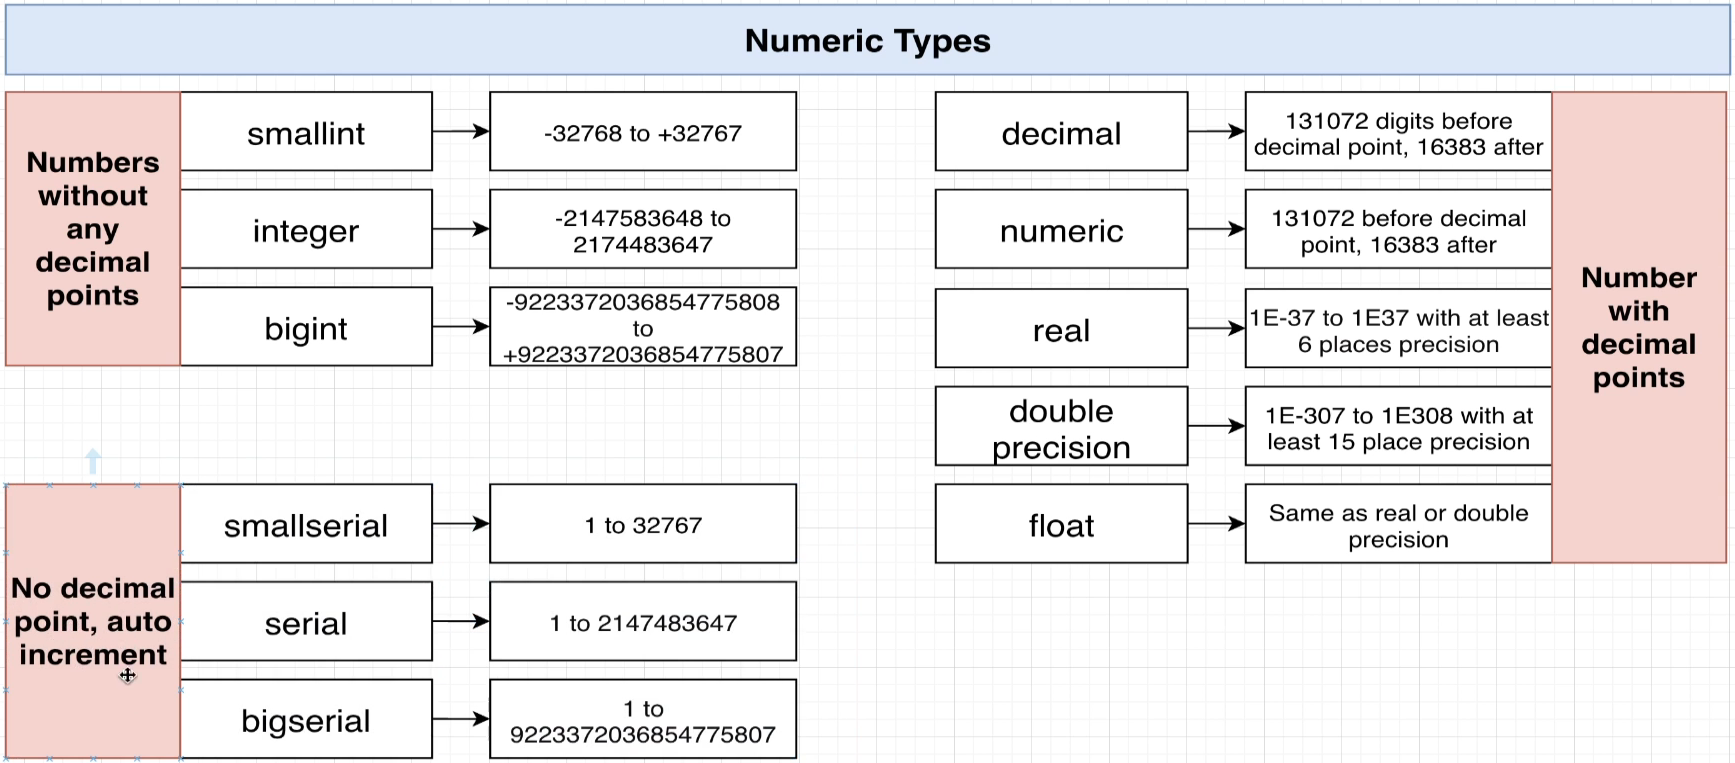 Numeric Types
Numbers
without
any
decimal
points
smallint
-32768 to +32767
integer
-2147583648 to
2174483647
bigint
-9223372036854775808
to
+9223372036854775807
No decimal
point, auto
increment
smallserial
1 to 32767
serial
1 to 2147483647
bigserial
1 to
9223372036854775807
decimal
131072 digits before
decimal point, 16383 after
numeric
131072 before decimal
point, 16383 after
real
1E-37 to 1E37 with at least
6 places precision
double
precision
1E-307 to 1E308 with at
least 15 place precision
float
Same as real or double
precision
Number
with
decimal
points